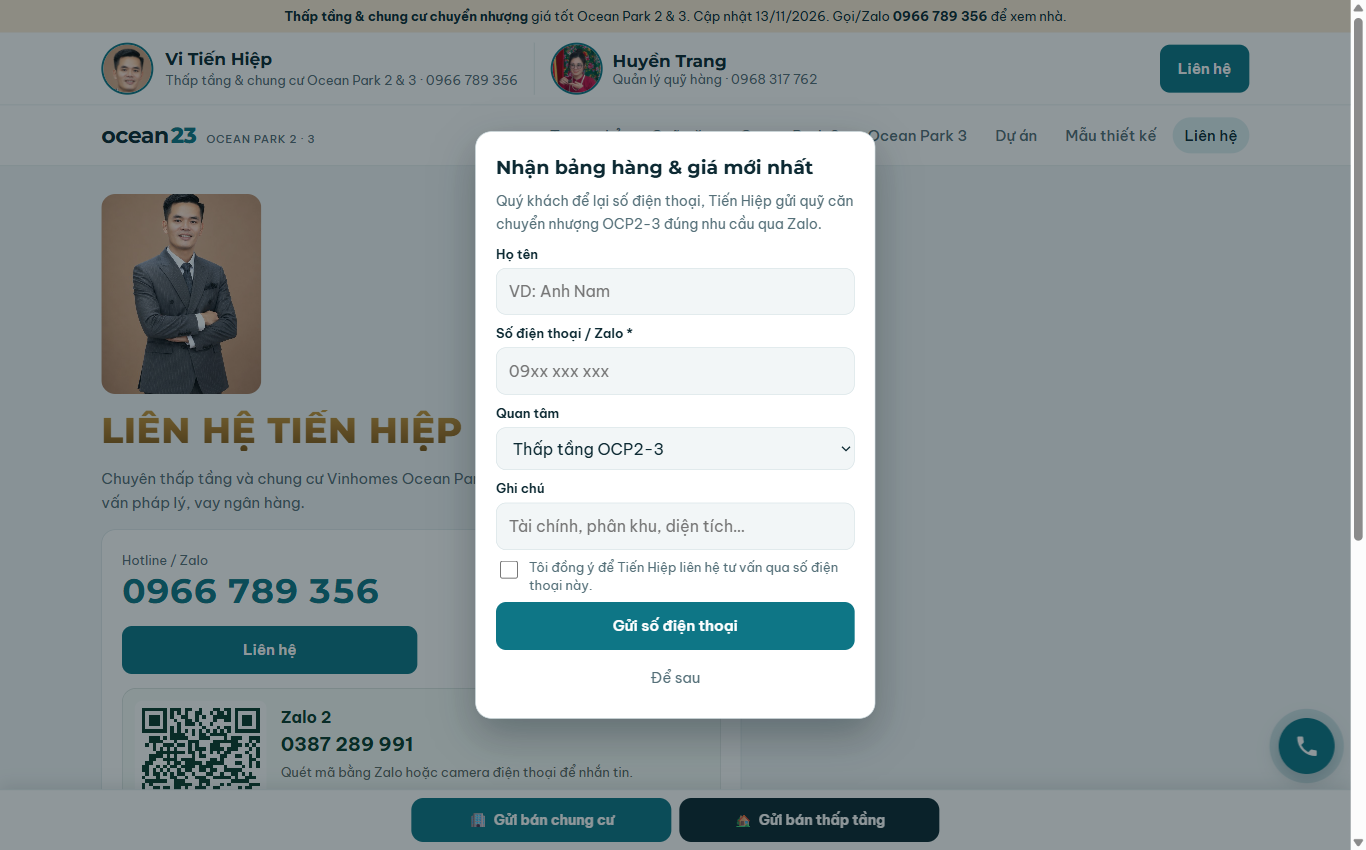 Thấp tầng & chung cư chuyển nhượng giá tốt Ocean Park 2 & 3. Cập nhật 13/11/2026. Gọi/Zalo 0966 789 356 để xem nhà.
Vi Tiến Hiệp
Thấp tầng & chung cư Ocean Park 2 & 3 · 0966 789 356
Huyền Trang
Quản lý quỹ hàng · 0968 317 762
Liên hệ
ocean23 OCEAN PARK 2 · 3
Ocean Park 3 Dự án Mẫu thiết kế Liên hệ
Nhận bảng hàng & giá mới nhất
Quý khách để lại số điện thoại, Tiến Hiệp gửi quỹ căn
chuyển nhượng OCP2-3 đúng nhu cầu qua Zalo.
Họ tên
VD: Anh Nam
Số điện thoại / Zalo *
09xx xxx xxx
Quan tâm
Thấp tầng OCP2-3
Ghi chú
Tài chính, phân khu, diện tích...
Tôi đồng ý để Tiến Hiệp liên hệ tư vấn qua số điện
thoại này.
Gửi số điện thoại
Để sau
LIÊN HỆ TIẾN HIỆP
Chuyên thấp tầng và chung cư Vinhomes Ocean
vấn pháp lý, vay ngân hàng.
Hotline / Zalo
0966 789 356
Liên hệ
Zalo 2
0387 289 991
Quét mã bằng Zalo hoặc camera điện thoại để nhắn tin.
Gửi bán chung cư
Gửi bán thấp tầng